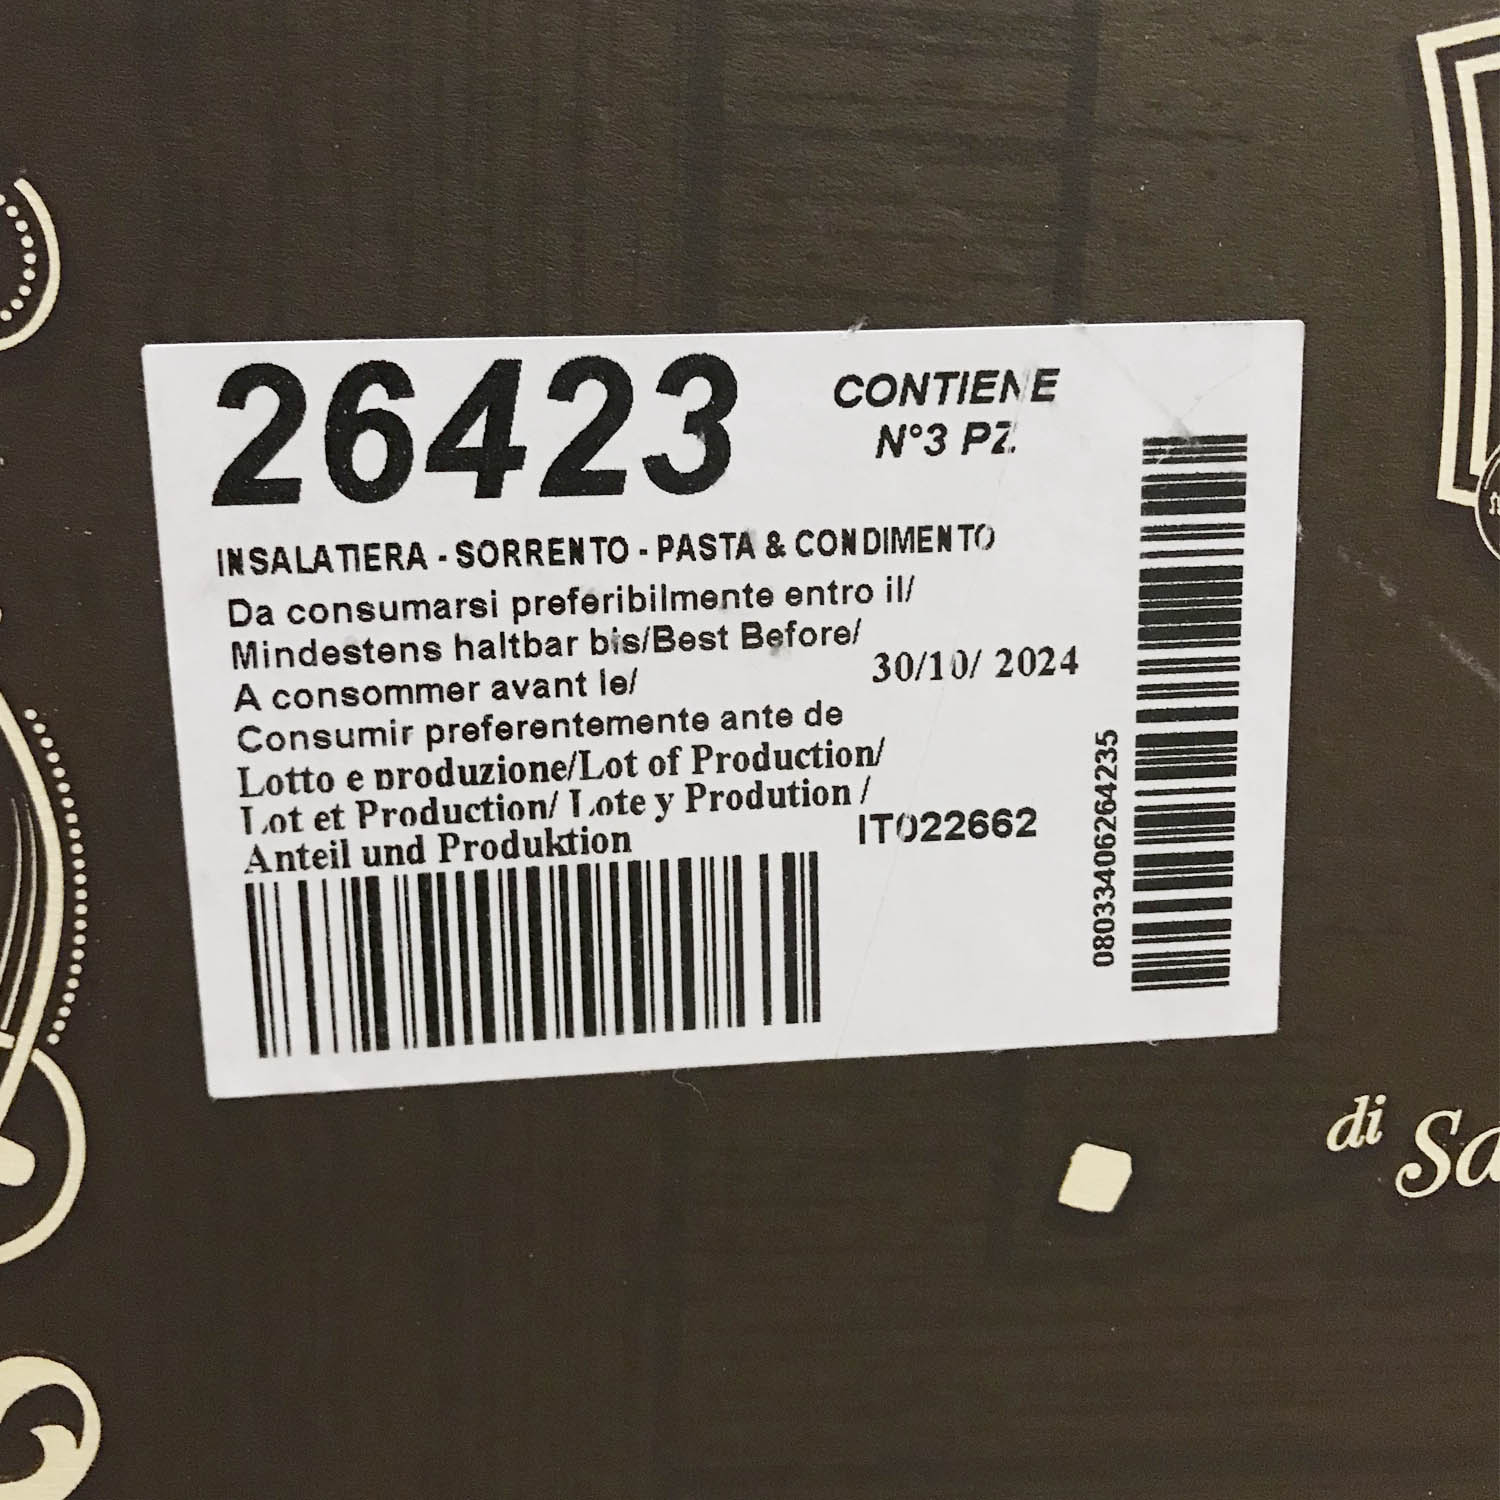 26423
CONTIENE
N°3 PZ.
INSALATIERA - SORRENTO - PASTA & CONDIMENTO
Da consumarsi preferibilmente entro il/
Mindestens haltbar bis/Best Before/
A consommer avant le/
30/10/ 2024
Consumir preferentemente ante de
Lotto e produzione/Lot of Production/
Lot et Production/ Lote y Prodution /
Anteil und Produktion
IT022662
08033406264235
di